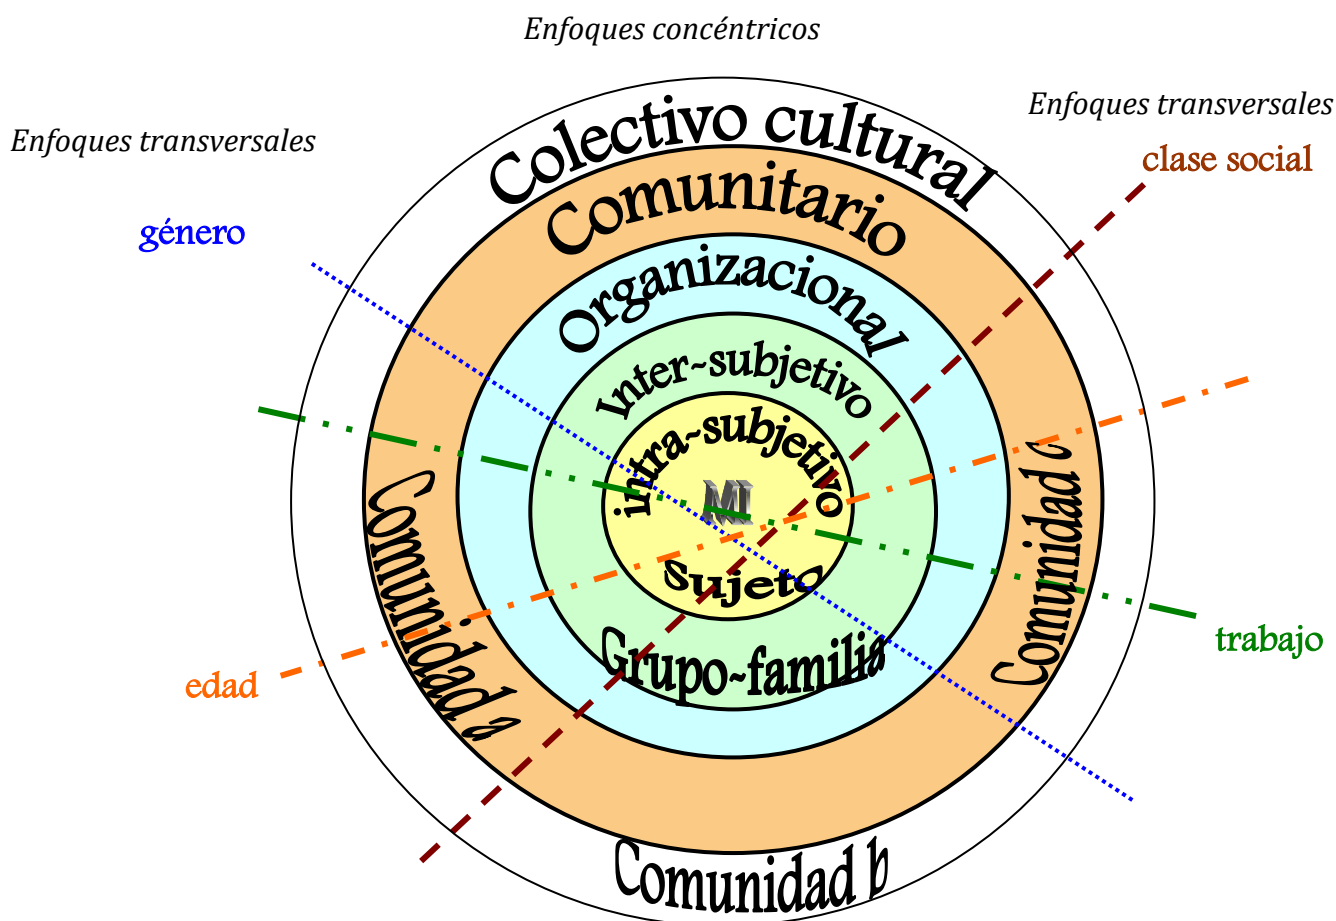 Enfoques concéntricos
Enfoques transversales
Enfoques transversales
clase social
género
Colectivo cultural
Comunitario
Organizacional
Inter-subjetivo
intra-subjetivo
MI
sujeto
Grupo-familia
Comunidad a
Comunidad c
Comunidad b
edad
trabajo